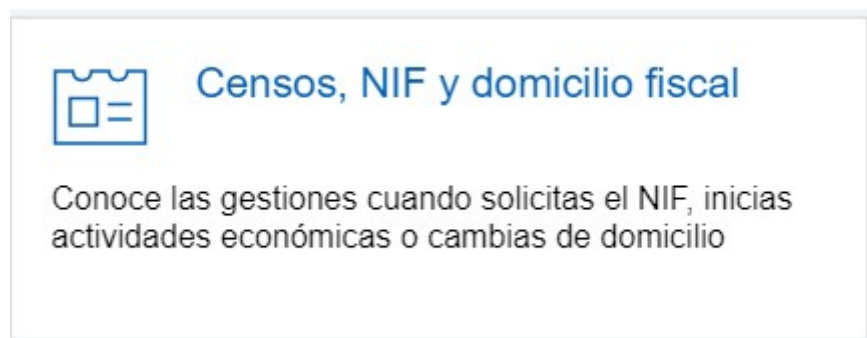 Censos, NIF y domicilio fiscal
Conoce las gestiones cuando solicitas el NIF, inicias
actividades económicas o cambias de domicilio